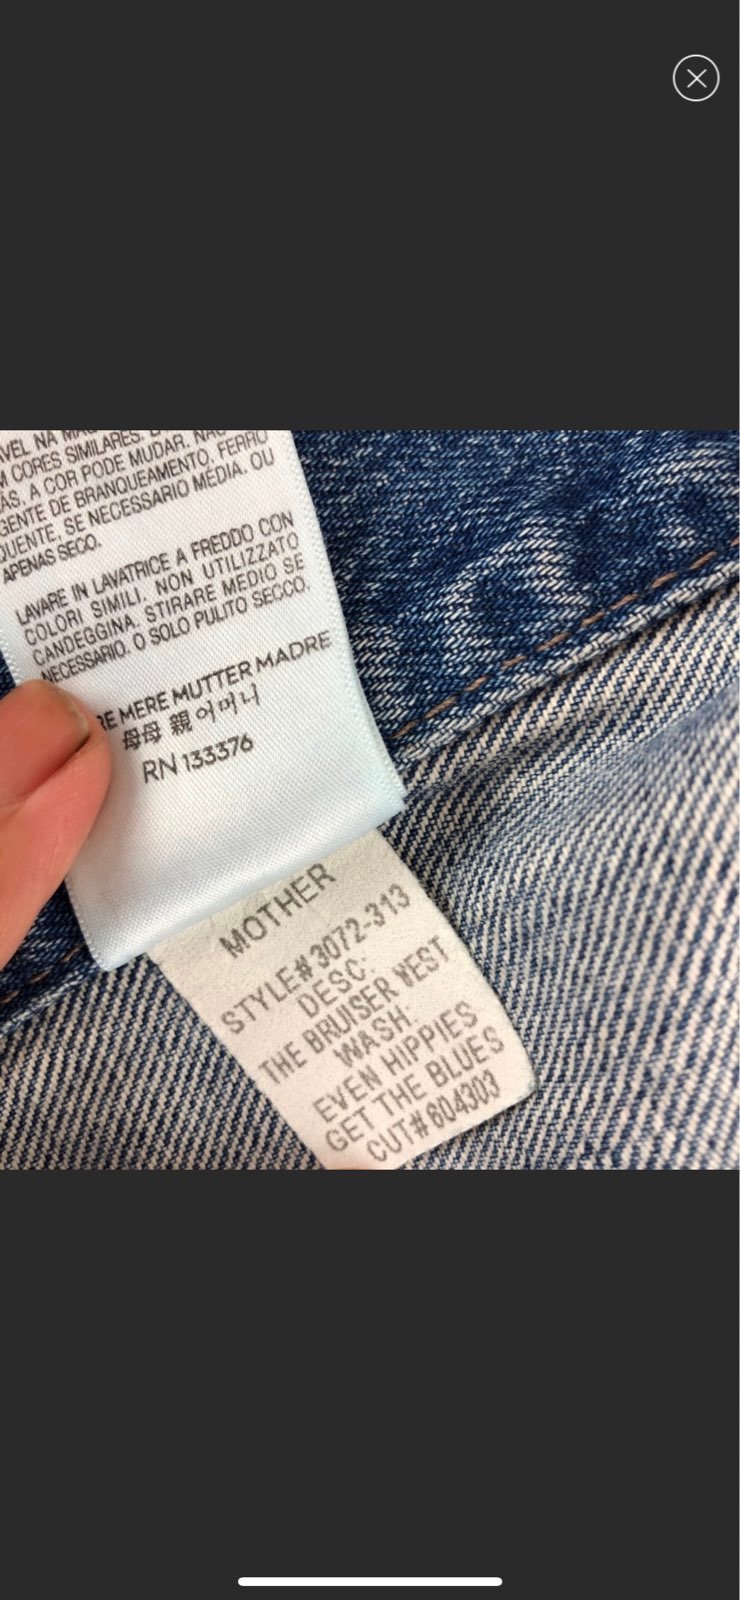 NA
CORES SIMILARES.
A COR PODE MUDAR.
DE BRANQUEAMENTO, FERRO
SE NECESSARIO MÉDIA. OU
APENAS SECO.
LAVARE IN LAVATRICE A FREDDO CON
COLORI SIMILI. NON UTILIZZATO
CANDEGGINA. STIRARE MEDIO SE
NECESSARIO. O SOLO PULITO SECCO.
MERE MUTTER MADRE
母母 親 어머니
RN 133376
MOTHER
STYLE# 3072-313
DESC:
THE BRUISER VEST
WASH:
EVEN HIPPIES
GET THE BLUES
CUT# 604303